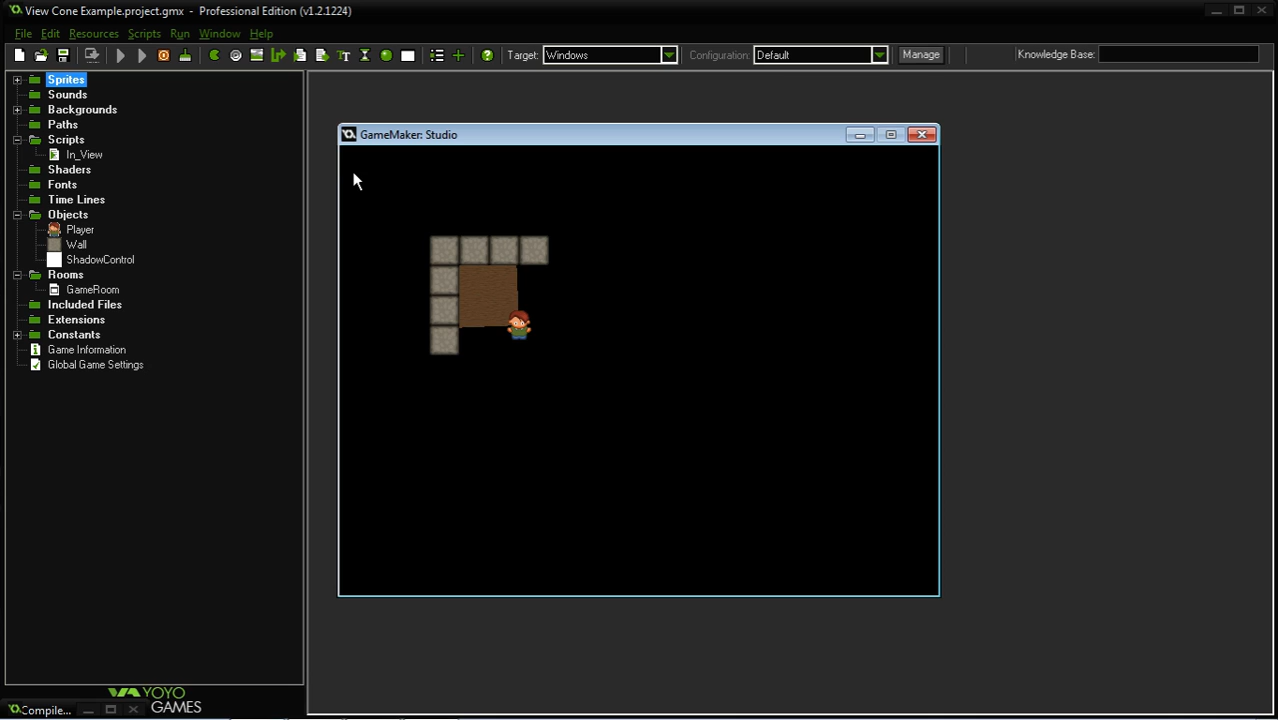 View Cone Example.project.gmx - Professional Edition (v1.2.1224)
File Edit Resources Scripts Run Window Help
Target: Windows Configuration: Default Manage Knowledge Base:
Sprites
Sounds
Backgrounds
Paths
Scripts
In_View
Shaders
Fonts
Time Lines
Objects
Player
Wall
ShadowControl
Rooms
GameRoom
Included Files
Extensions
Constants
Game Information
Global Game Settings
GameMaker: Studio
YOYO
GAMES
Compile...